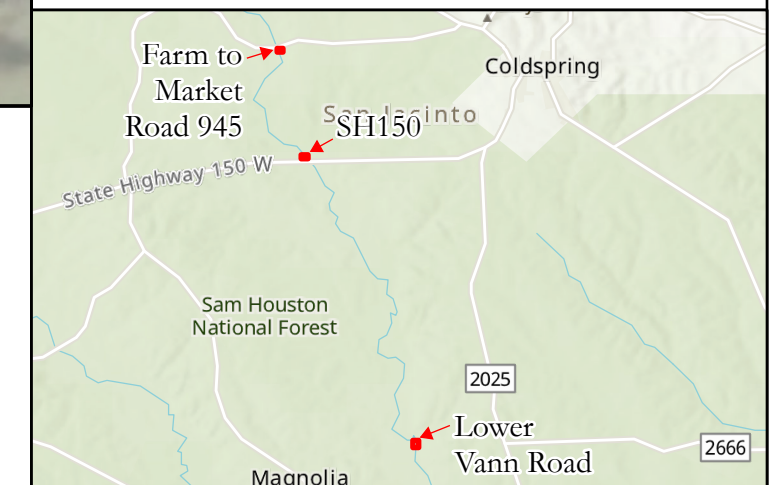 Farm to
Market
Road 945
Coldspring
San Jacinto
SH150
State Highway 150 W
Sam Houston
National Forest
2025
Lower
Vann Road
2666
Magnolia